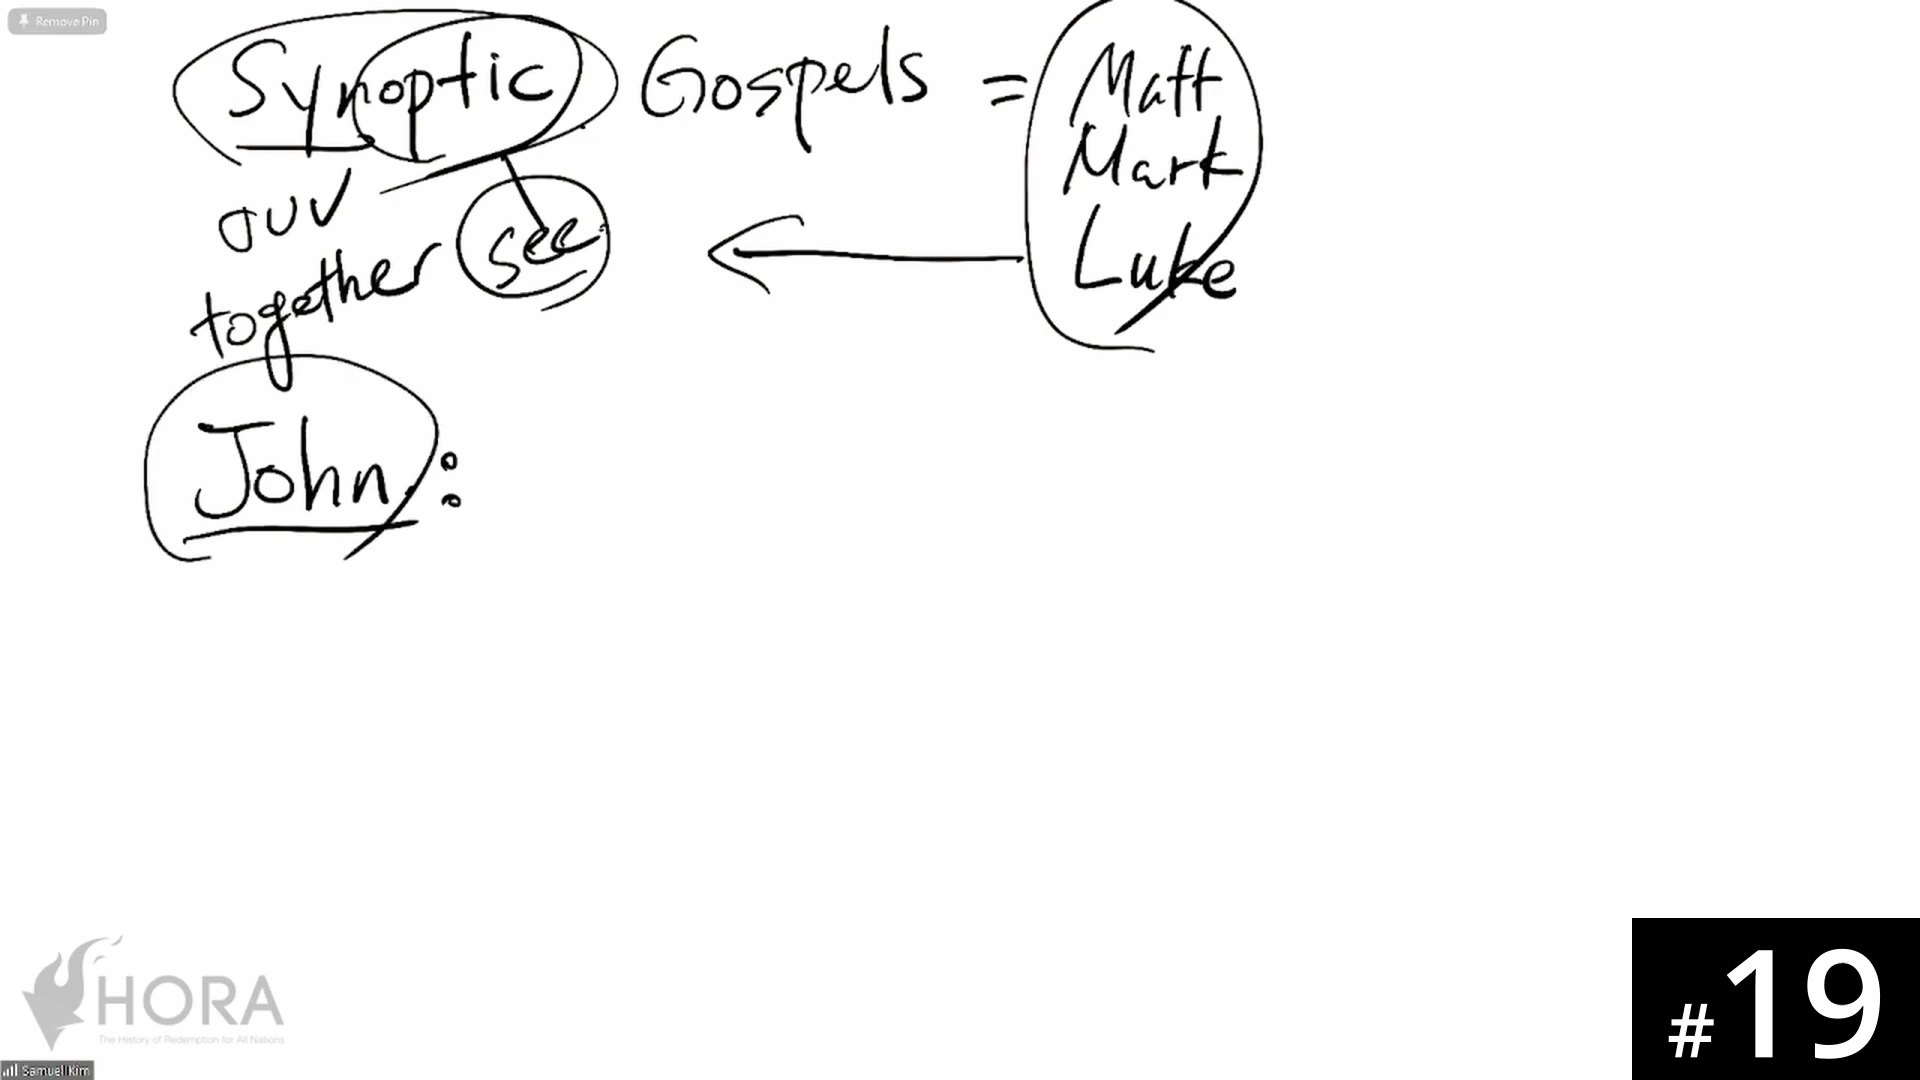 Remove Pin
Synoptic Gospels = Matt
Mark
Luke
συν see
together
John:
HORA
The History of Redemption for All Nations
Samuel Kim
#19